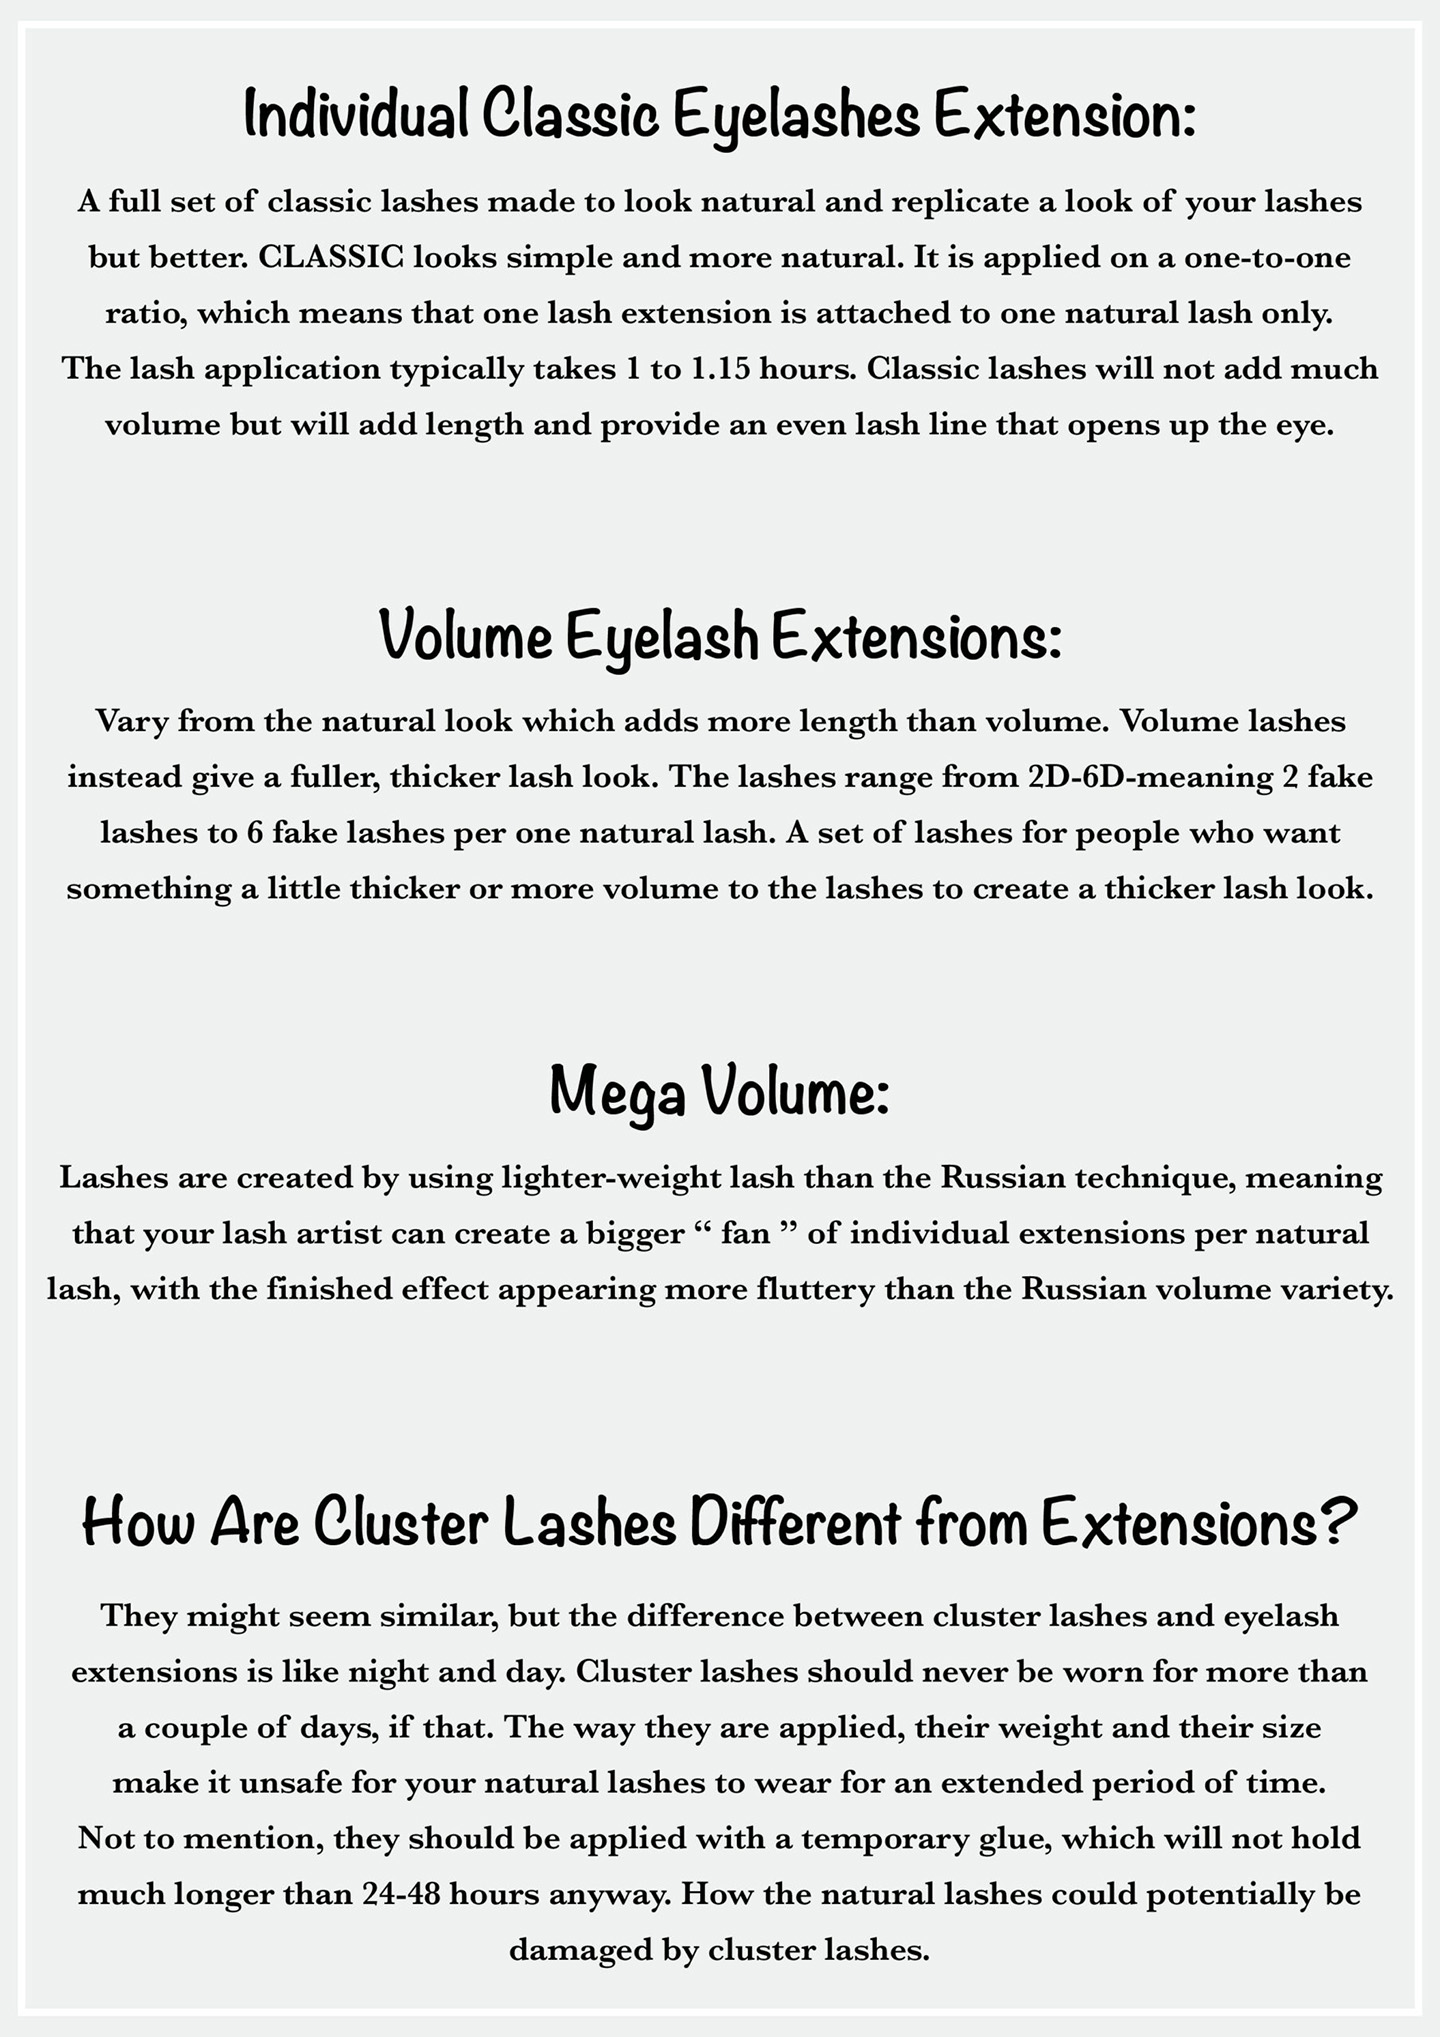 Individual Classic Eyelashes Extension:
A full set of classic lashes made to look natural and replicate a look of your lashes
but better. CLASSIC looks simple and more natural. It is applied on a one-to-one
ratio, which means that one lash extension is attached to one natural lash only.
The lash application typically takes 1 to 1.15 hours. Classic lashes will not add much
volume but will add length and provide an even lash line that opens up the eye.
Volume Eyelash Extensions:
Vary from the natural look which adds more length than volume. Volume lashes
instead give a fuller, thicker lash look. The lashes range from 2D-6D-meaning 2 fake
lashes to 6 fake lashes per one natural lash. A set of lashes for people who want
something a little thicker or more volume to the lashes to create a thicker lash look.
Mega Volume:
Lashes are created by using lighter-weight lash than the Russian technique, meaning
that your lash artist can create a bigger “ fan ” of individual extensions per natural
lash, with the finished effect appearing more fluttery than the Russian volume variety.
How Are Cluster Lashes Different from Extensions?
They might seem similar, but the difference between cluster lashes and eyelash
extensions is like night and day. Cluster lashes should never be worn for more than
a couple of days, if that. The way they are applied, their weight and their size
make it unsafe for your natural lashes to wear for an extended period of time.
Not to mention, they should be applied with a temporary glue, which will not hold
much longer than 24-48 hours anyway. How the natural lashes could potentially be
damaged by cluster lashes.